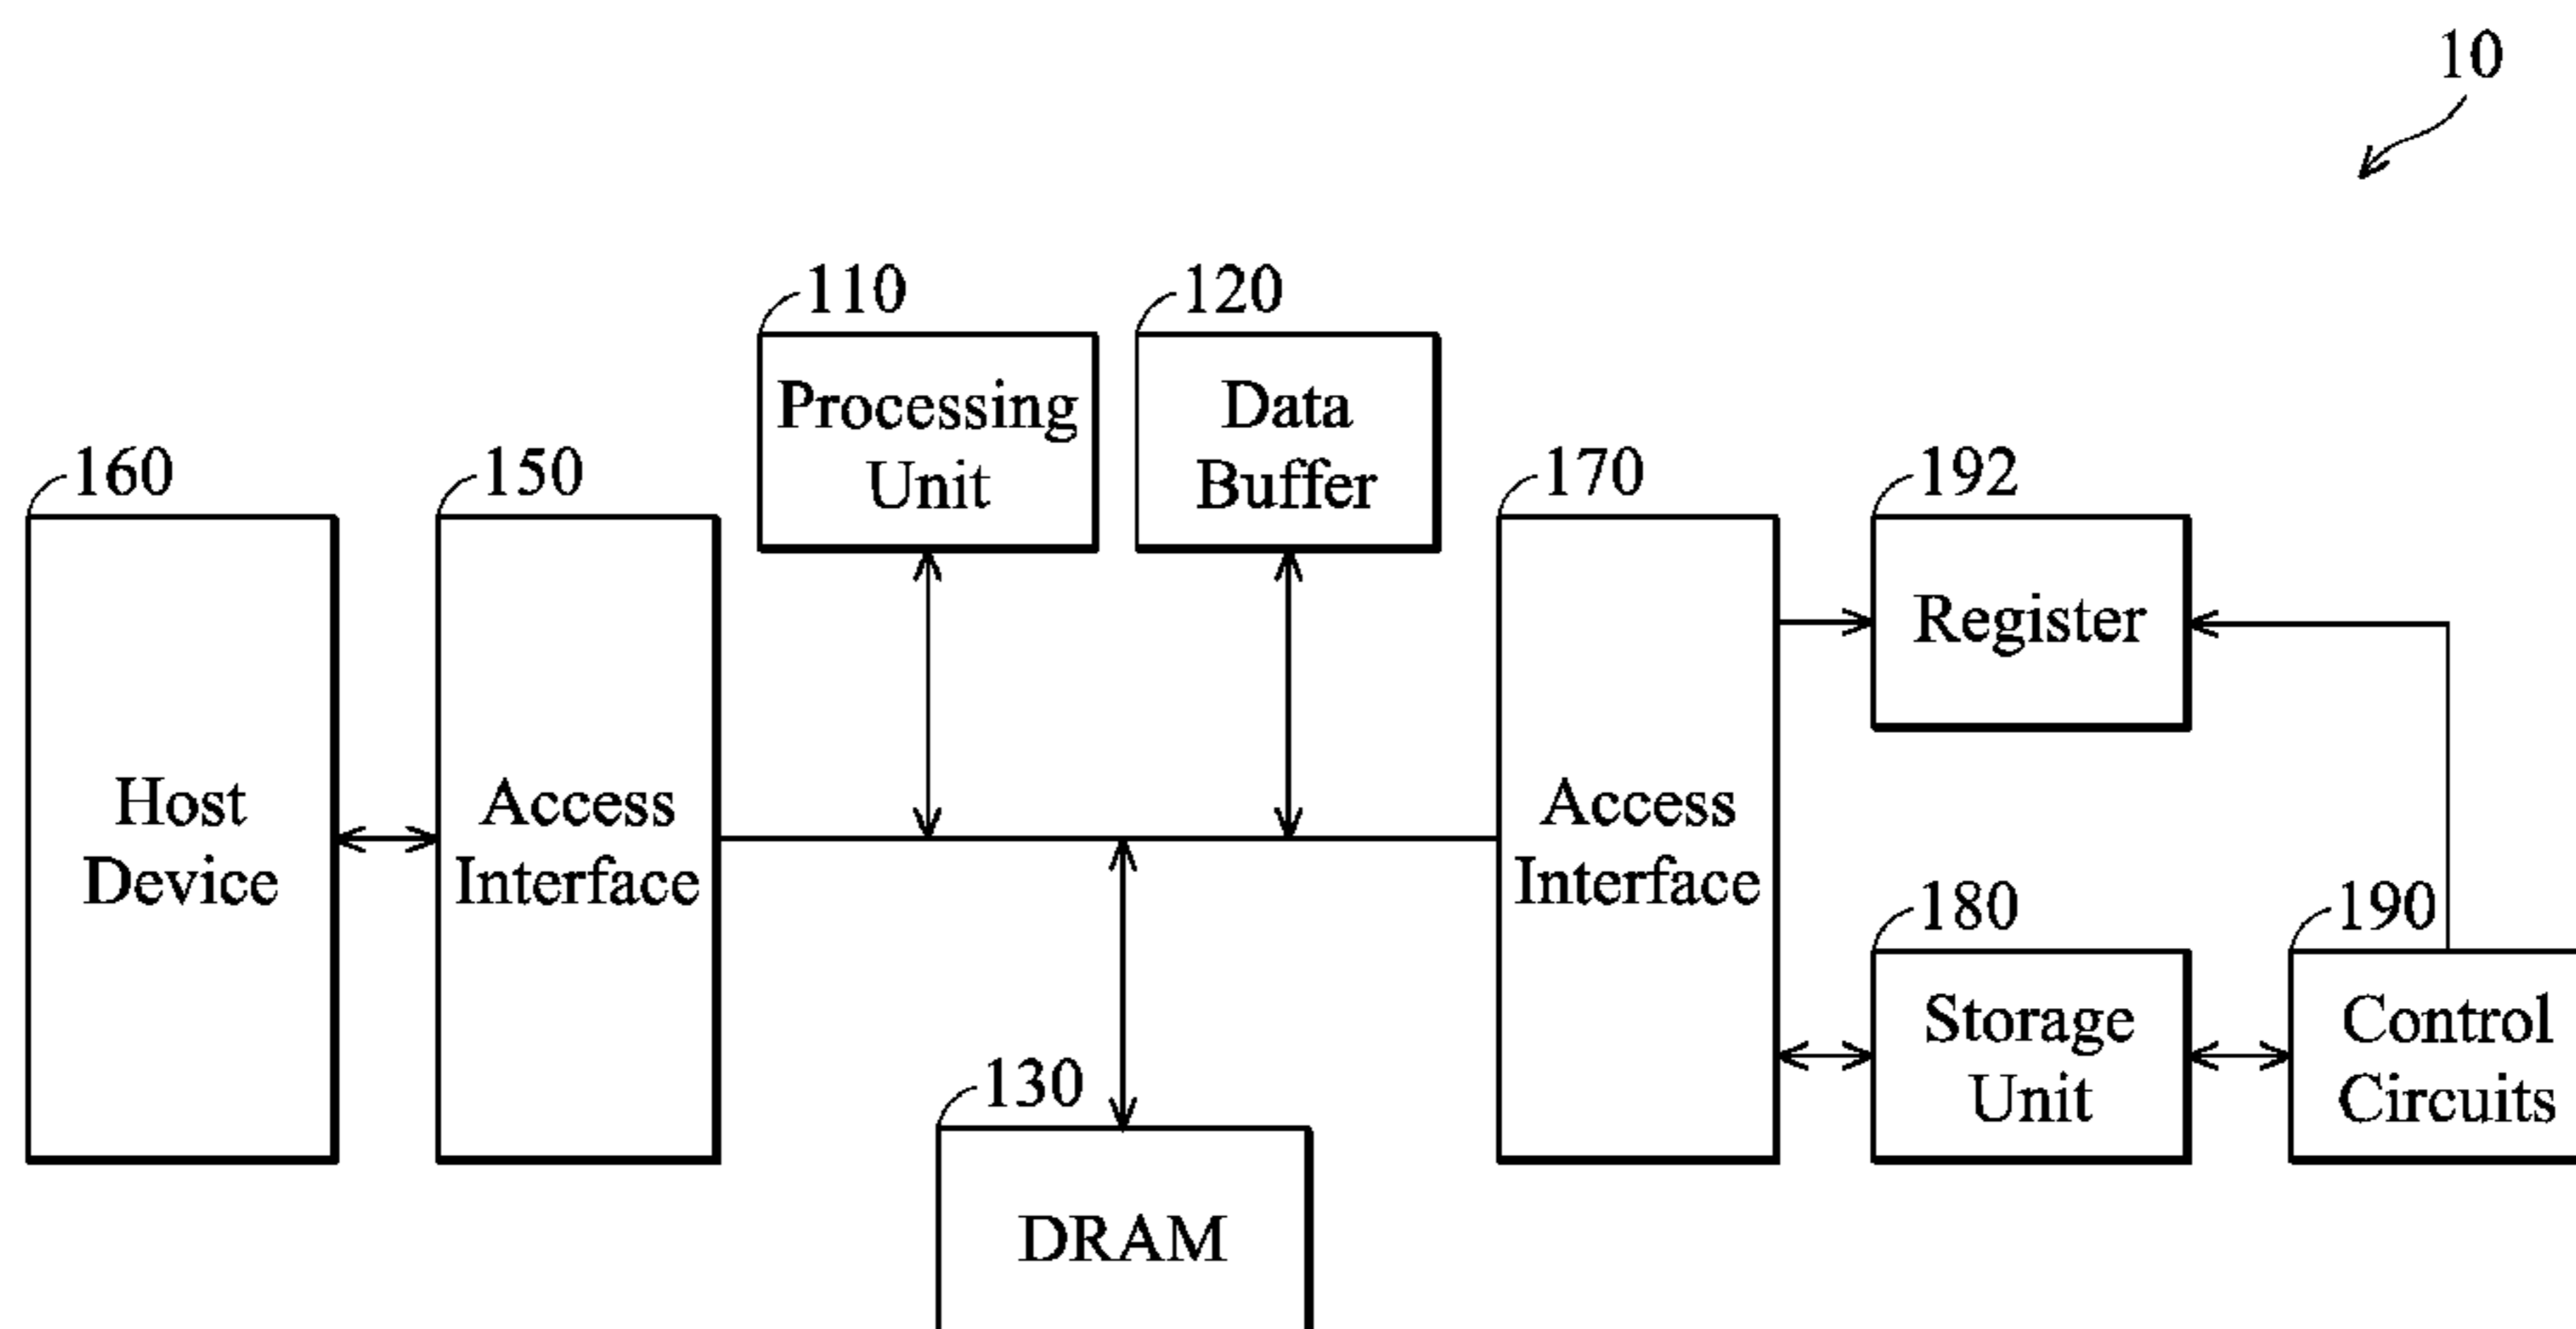 10
110
120
Processing
Unit
Data
Buffer
160
150
170
192
Host
Device
Access
Interface
Access
Interface
Register
180
190
Storage
Unit
Control
Circuits
130
DRAM